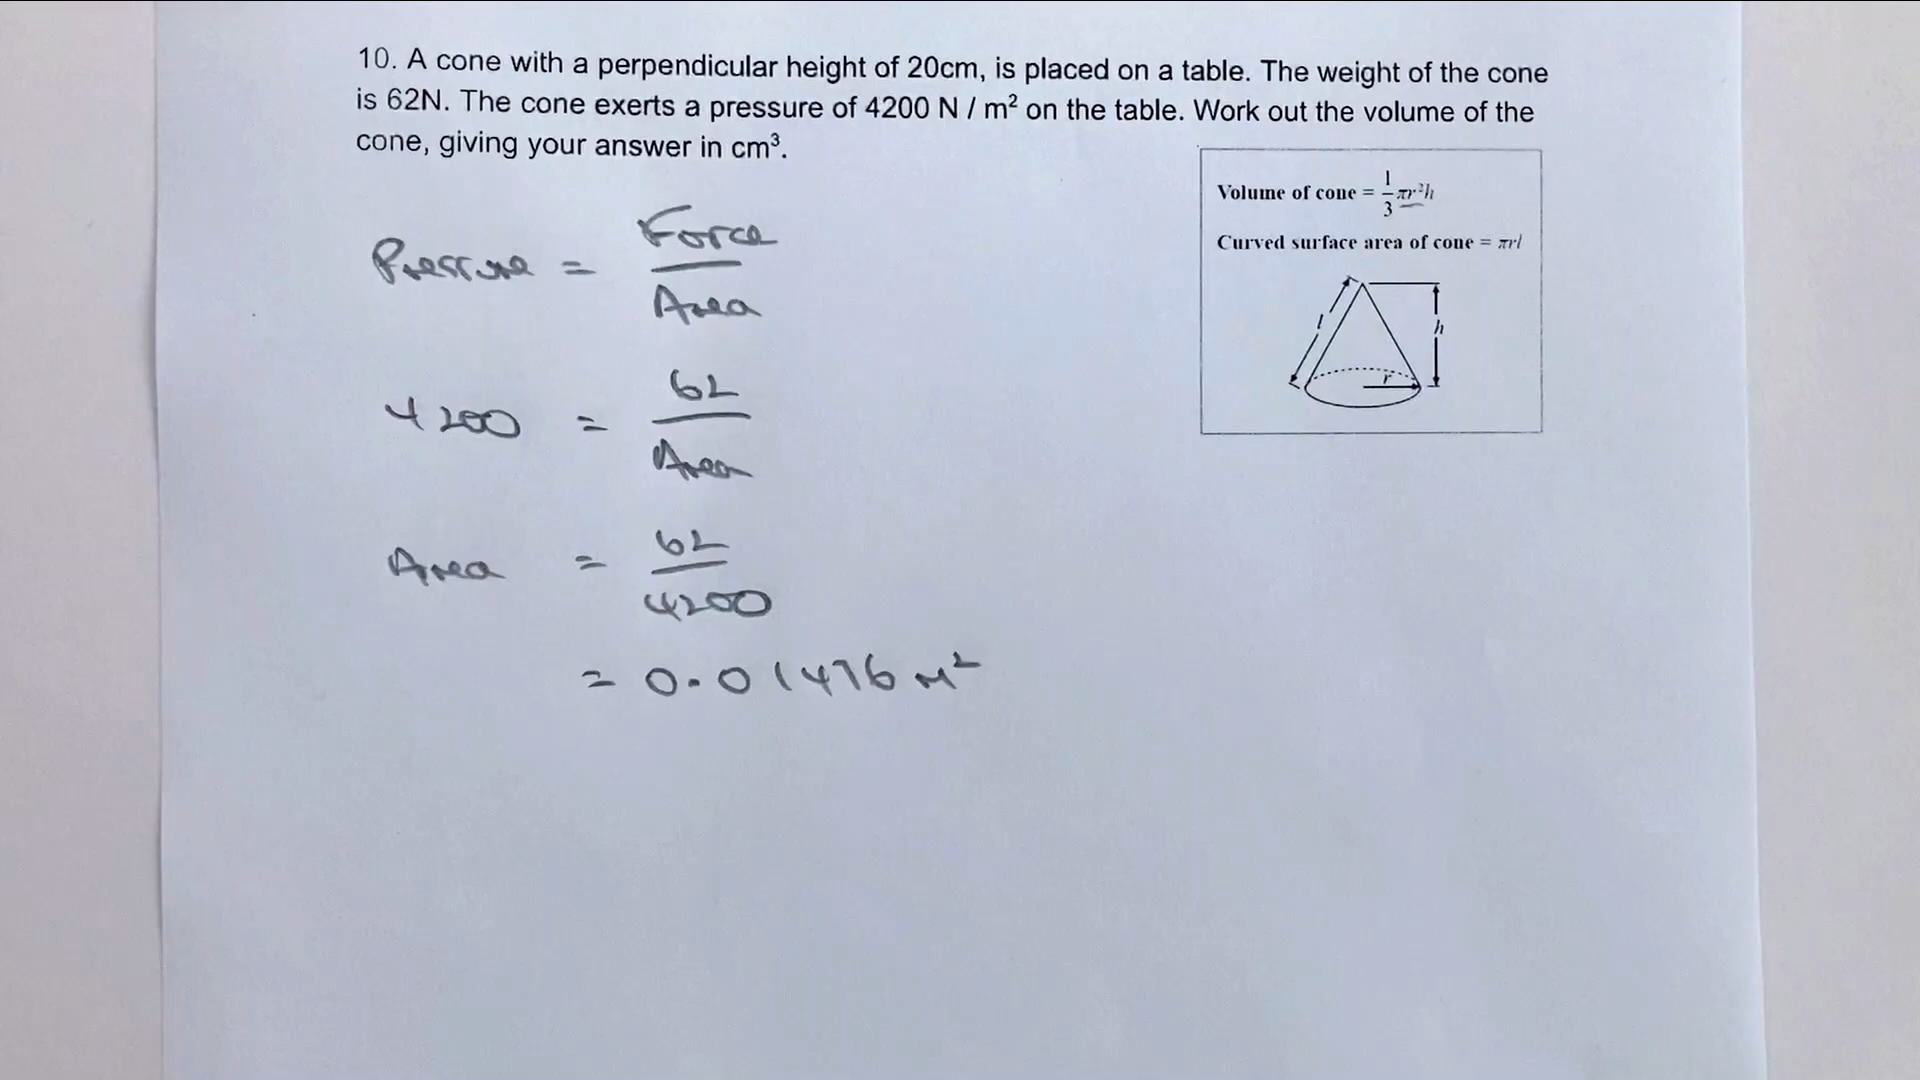 10. A cone with a perpendicular height of 20cm, is placed on a table. The weight of the cone
is 62N. The cone exerts a pressure of 4200 N / m² on the table. Work out the volume of the
cone, giving your answer in cm³.
Volume of cone = 1/3 πr²h
Curved surface area of cone = πrl
l
h
r
Pressure = Force / Area
4200 = 62 / Area
Area = 62 / 4200
= 0.01476 m²